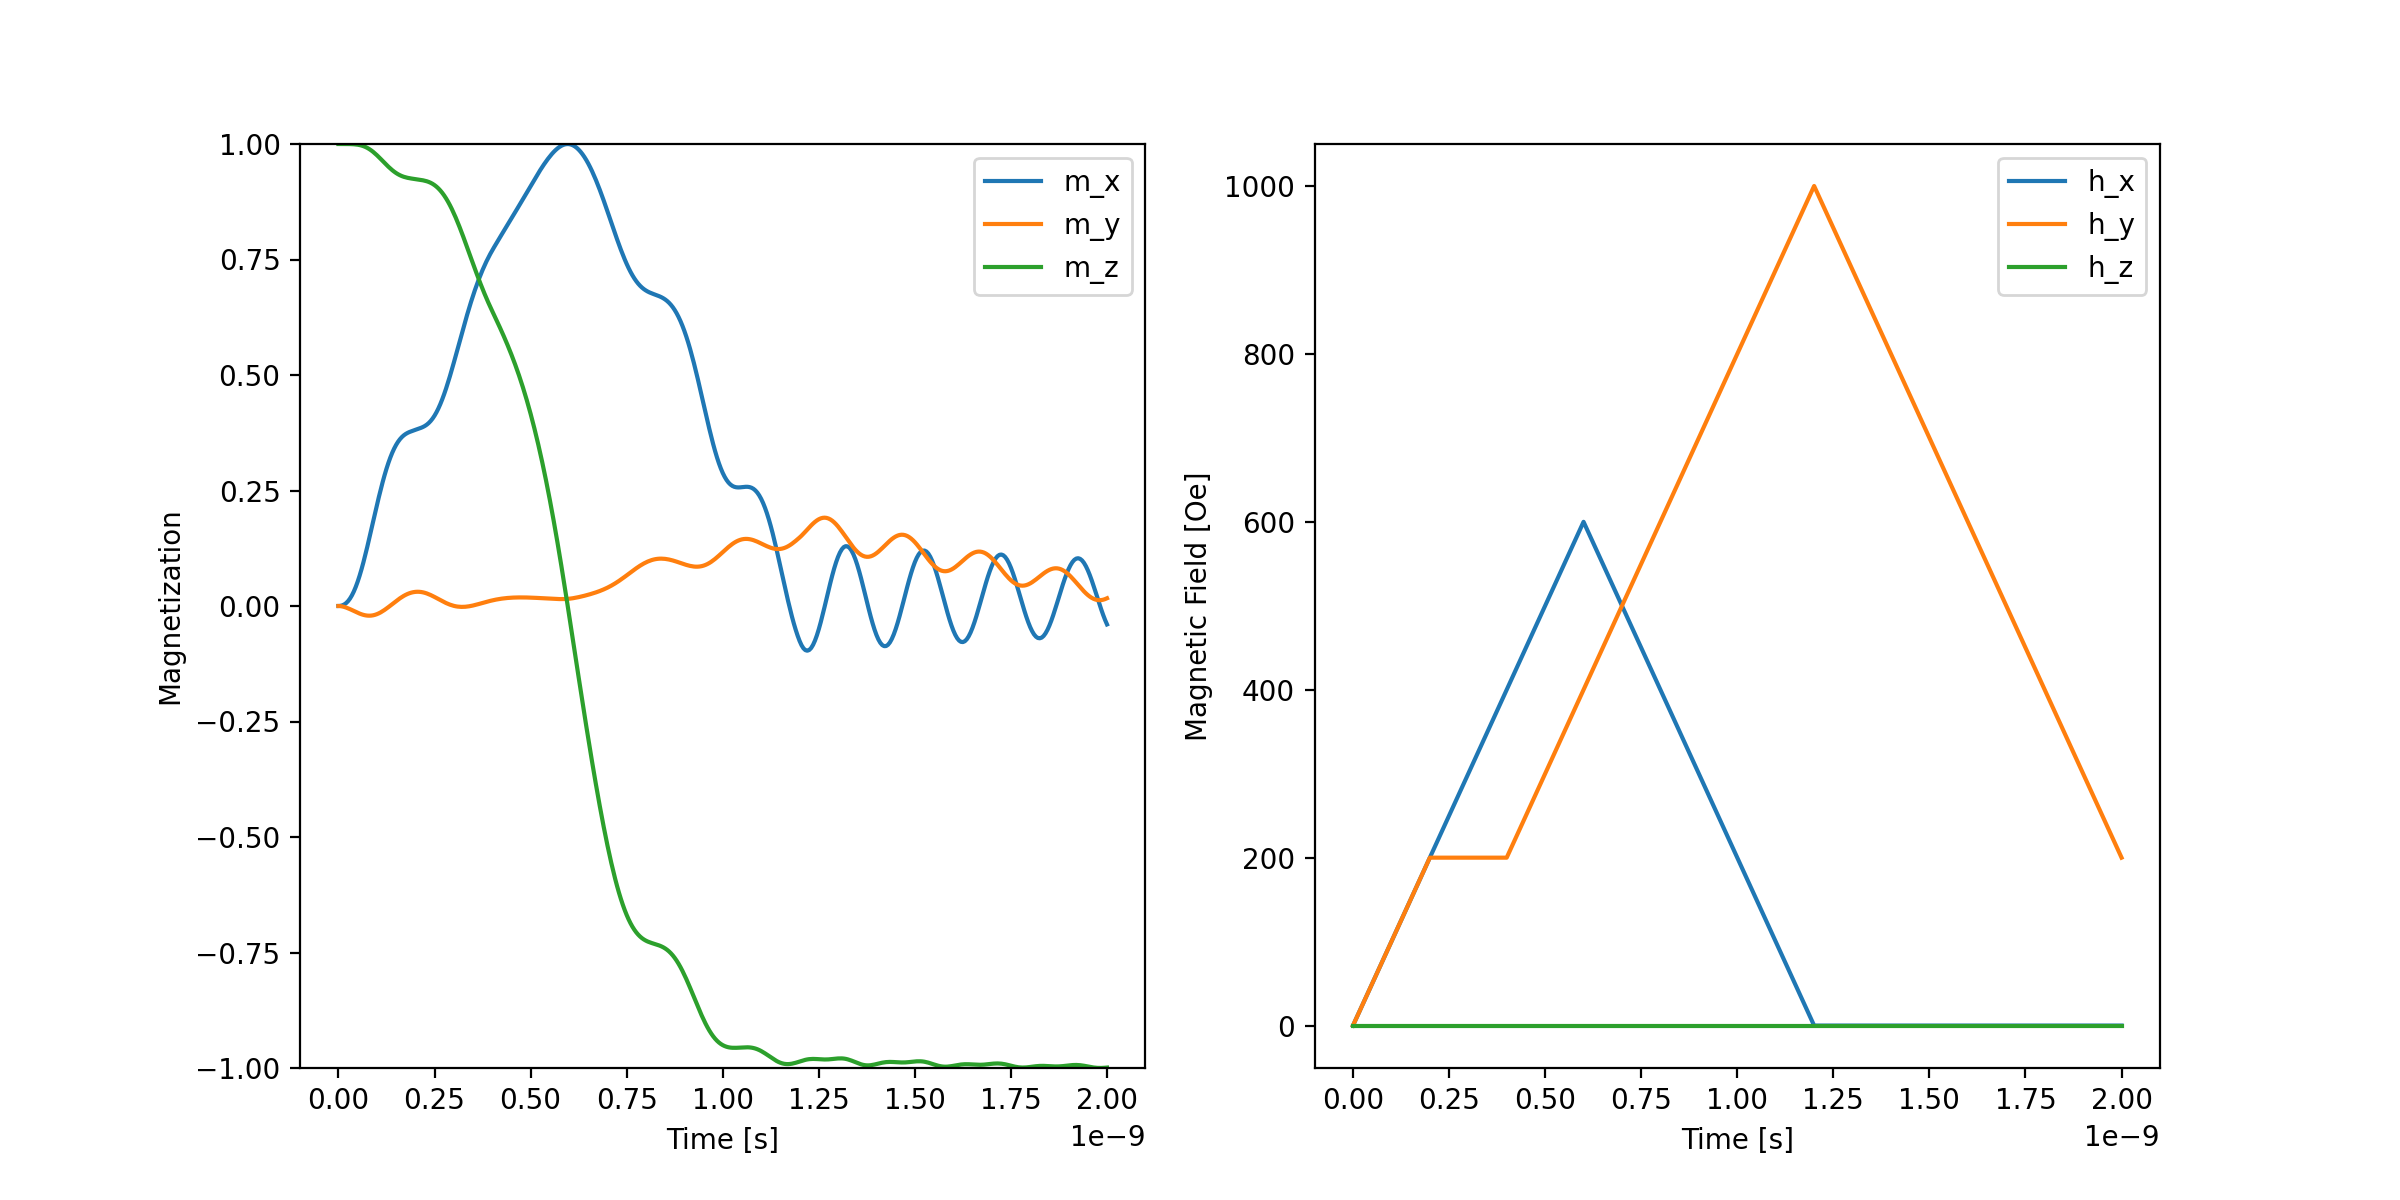 1.00
0.75
0.50
0.25
0.00
−0.25
−0.50
−0.75
−1.00
Magnetization
m_x
m_y
m_z
0.00 0.25 0.50 0.75 1.00 1.25 1.50 1.75 2.00
Time [s]
1e−9
1000
800
600
400
200
0
Magnetic Field [Oe]
h_x
h_y
h_z
0.00 0.25 0.50 0.75 1.00 1.25 1.50 1.75 2.00
Time [s]
1e−9